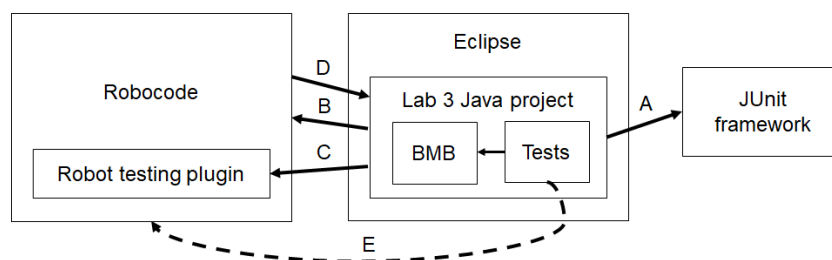 Eclipse
D
Robocode
Lab 3 Java project
A
JUnit
framework
B
BMB
Tests
C
Robot testing plugin
E